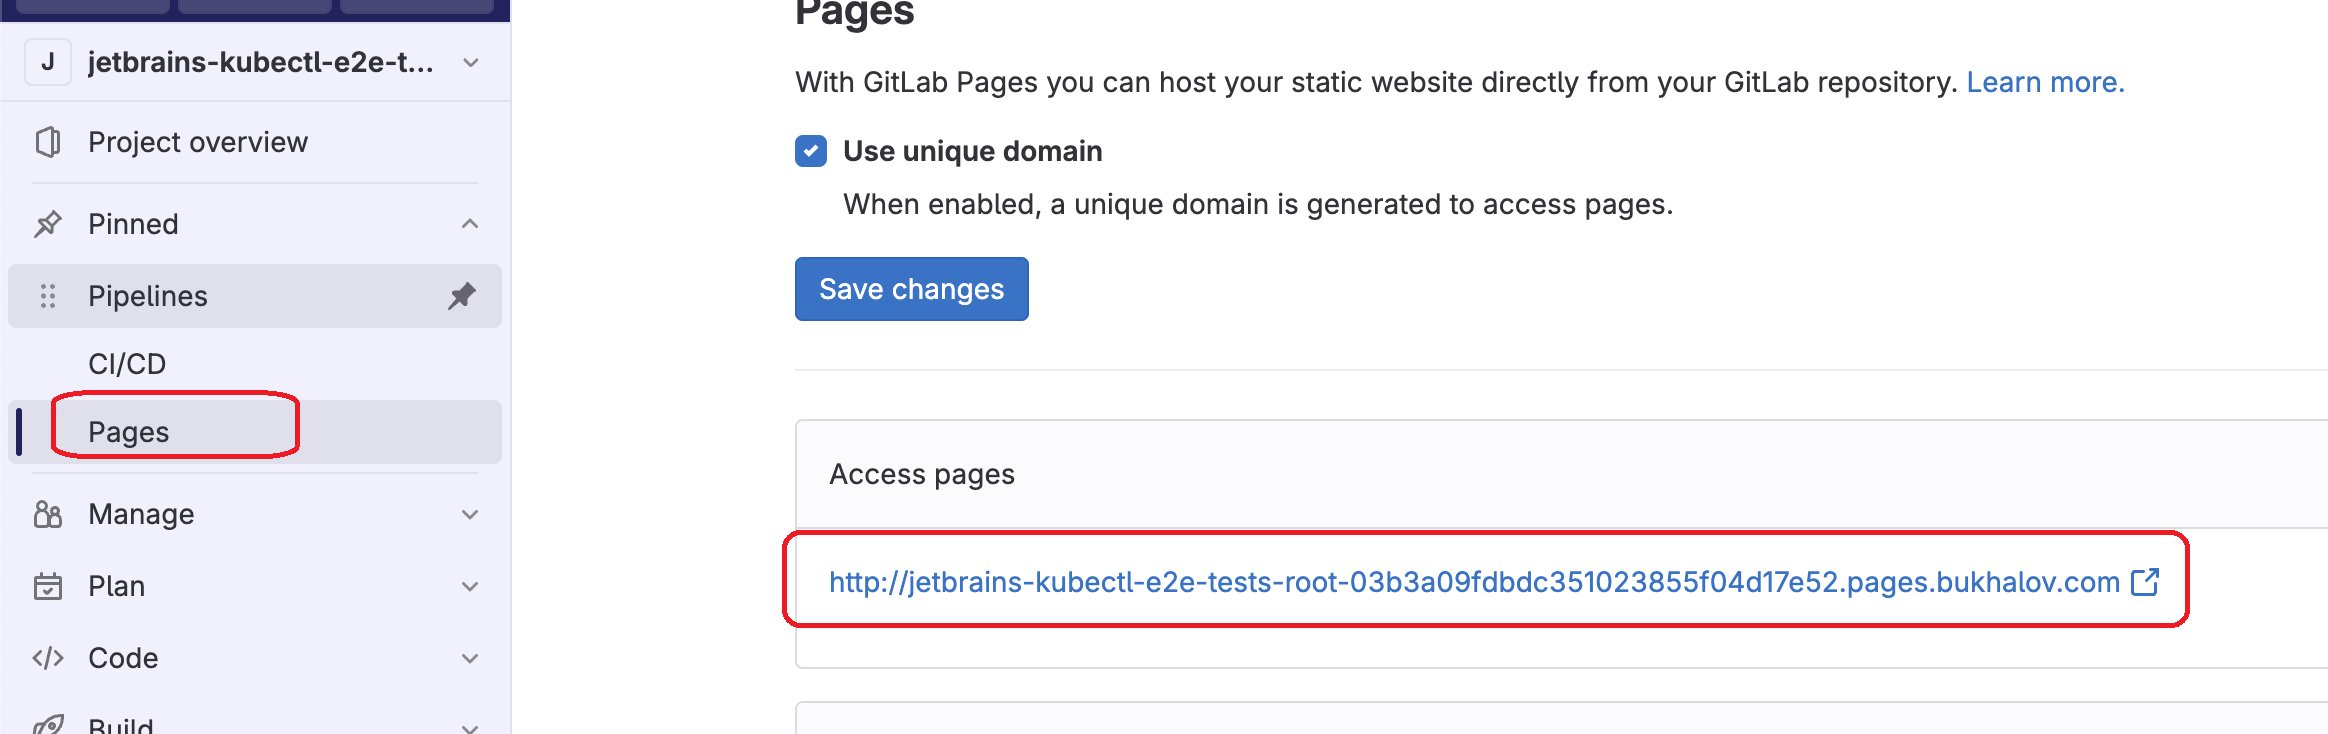 J jetbrains-kubectl-e2e-t...
Project overview
Pinned
Pipelines
CI/CD
Pages
Manage
Plan
Code
Build
Pages
With GitLab Pages you can host your static website directly from your GitLab repository. Learn more.
Use unique domain
When enabled, a unique domain is generated to access pages.
Save changes
Access pages
http://jetbrains-kubectl-e2e-tests-root-03b3a09fdbdc351023855f04d17e52.pages.bukhalov.com